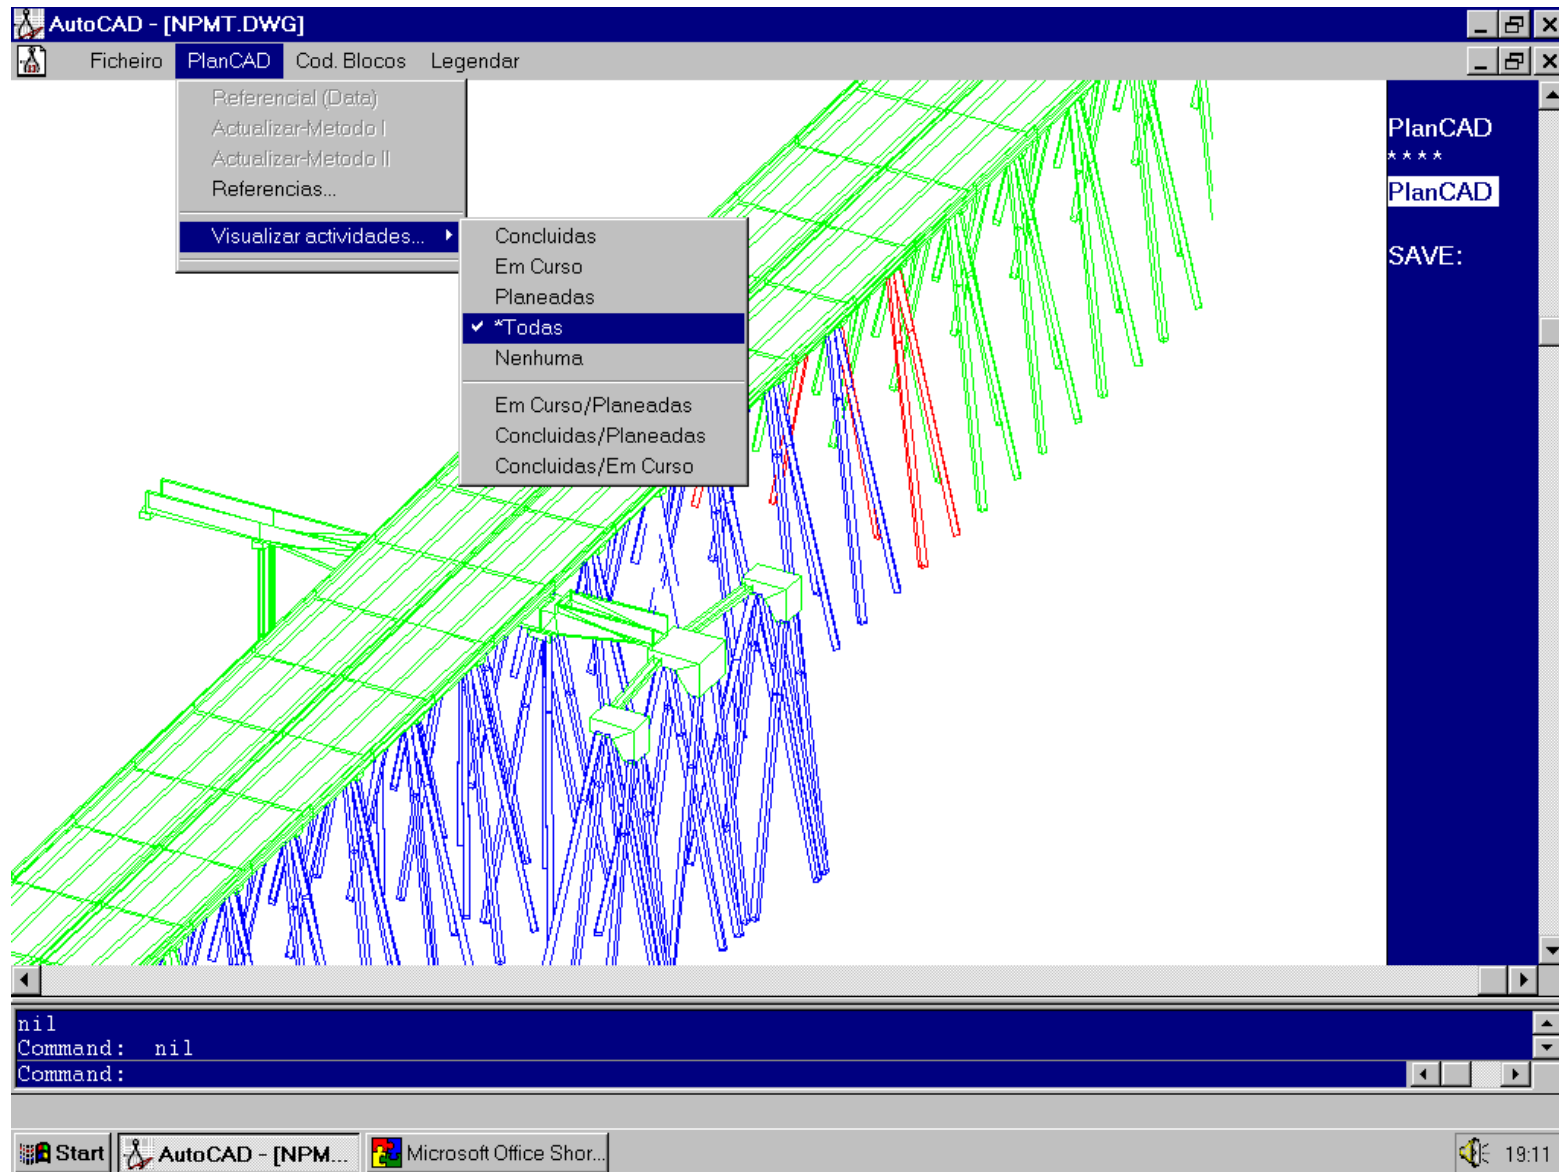 AutoCAD - [NPMT.DWG]
Ficheiro PlanCAD Cod. Blocos Legendar
Referencial (Data)
Actualizar-Metodo I
Actualizar-Metodo II
Referencias...
Visualizar actividades...
Concluidas
Em Curso
Planeadas
*Todas
Nenhuma
Em Curso/Planeadas
Concluidas/Planeadas
Concluidas/Em Curso
PlanCAD
* * * *
PlanCAD
SAVE:
nil
Command: nil
Command:
Start AutoCAD - [NPM... Microsoft Office Shor... 19:11